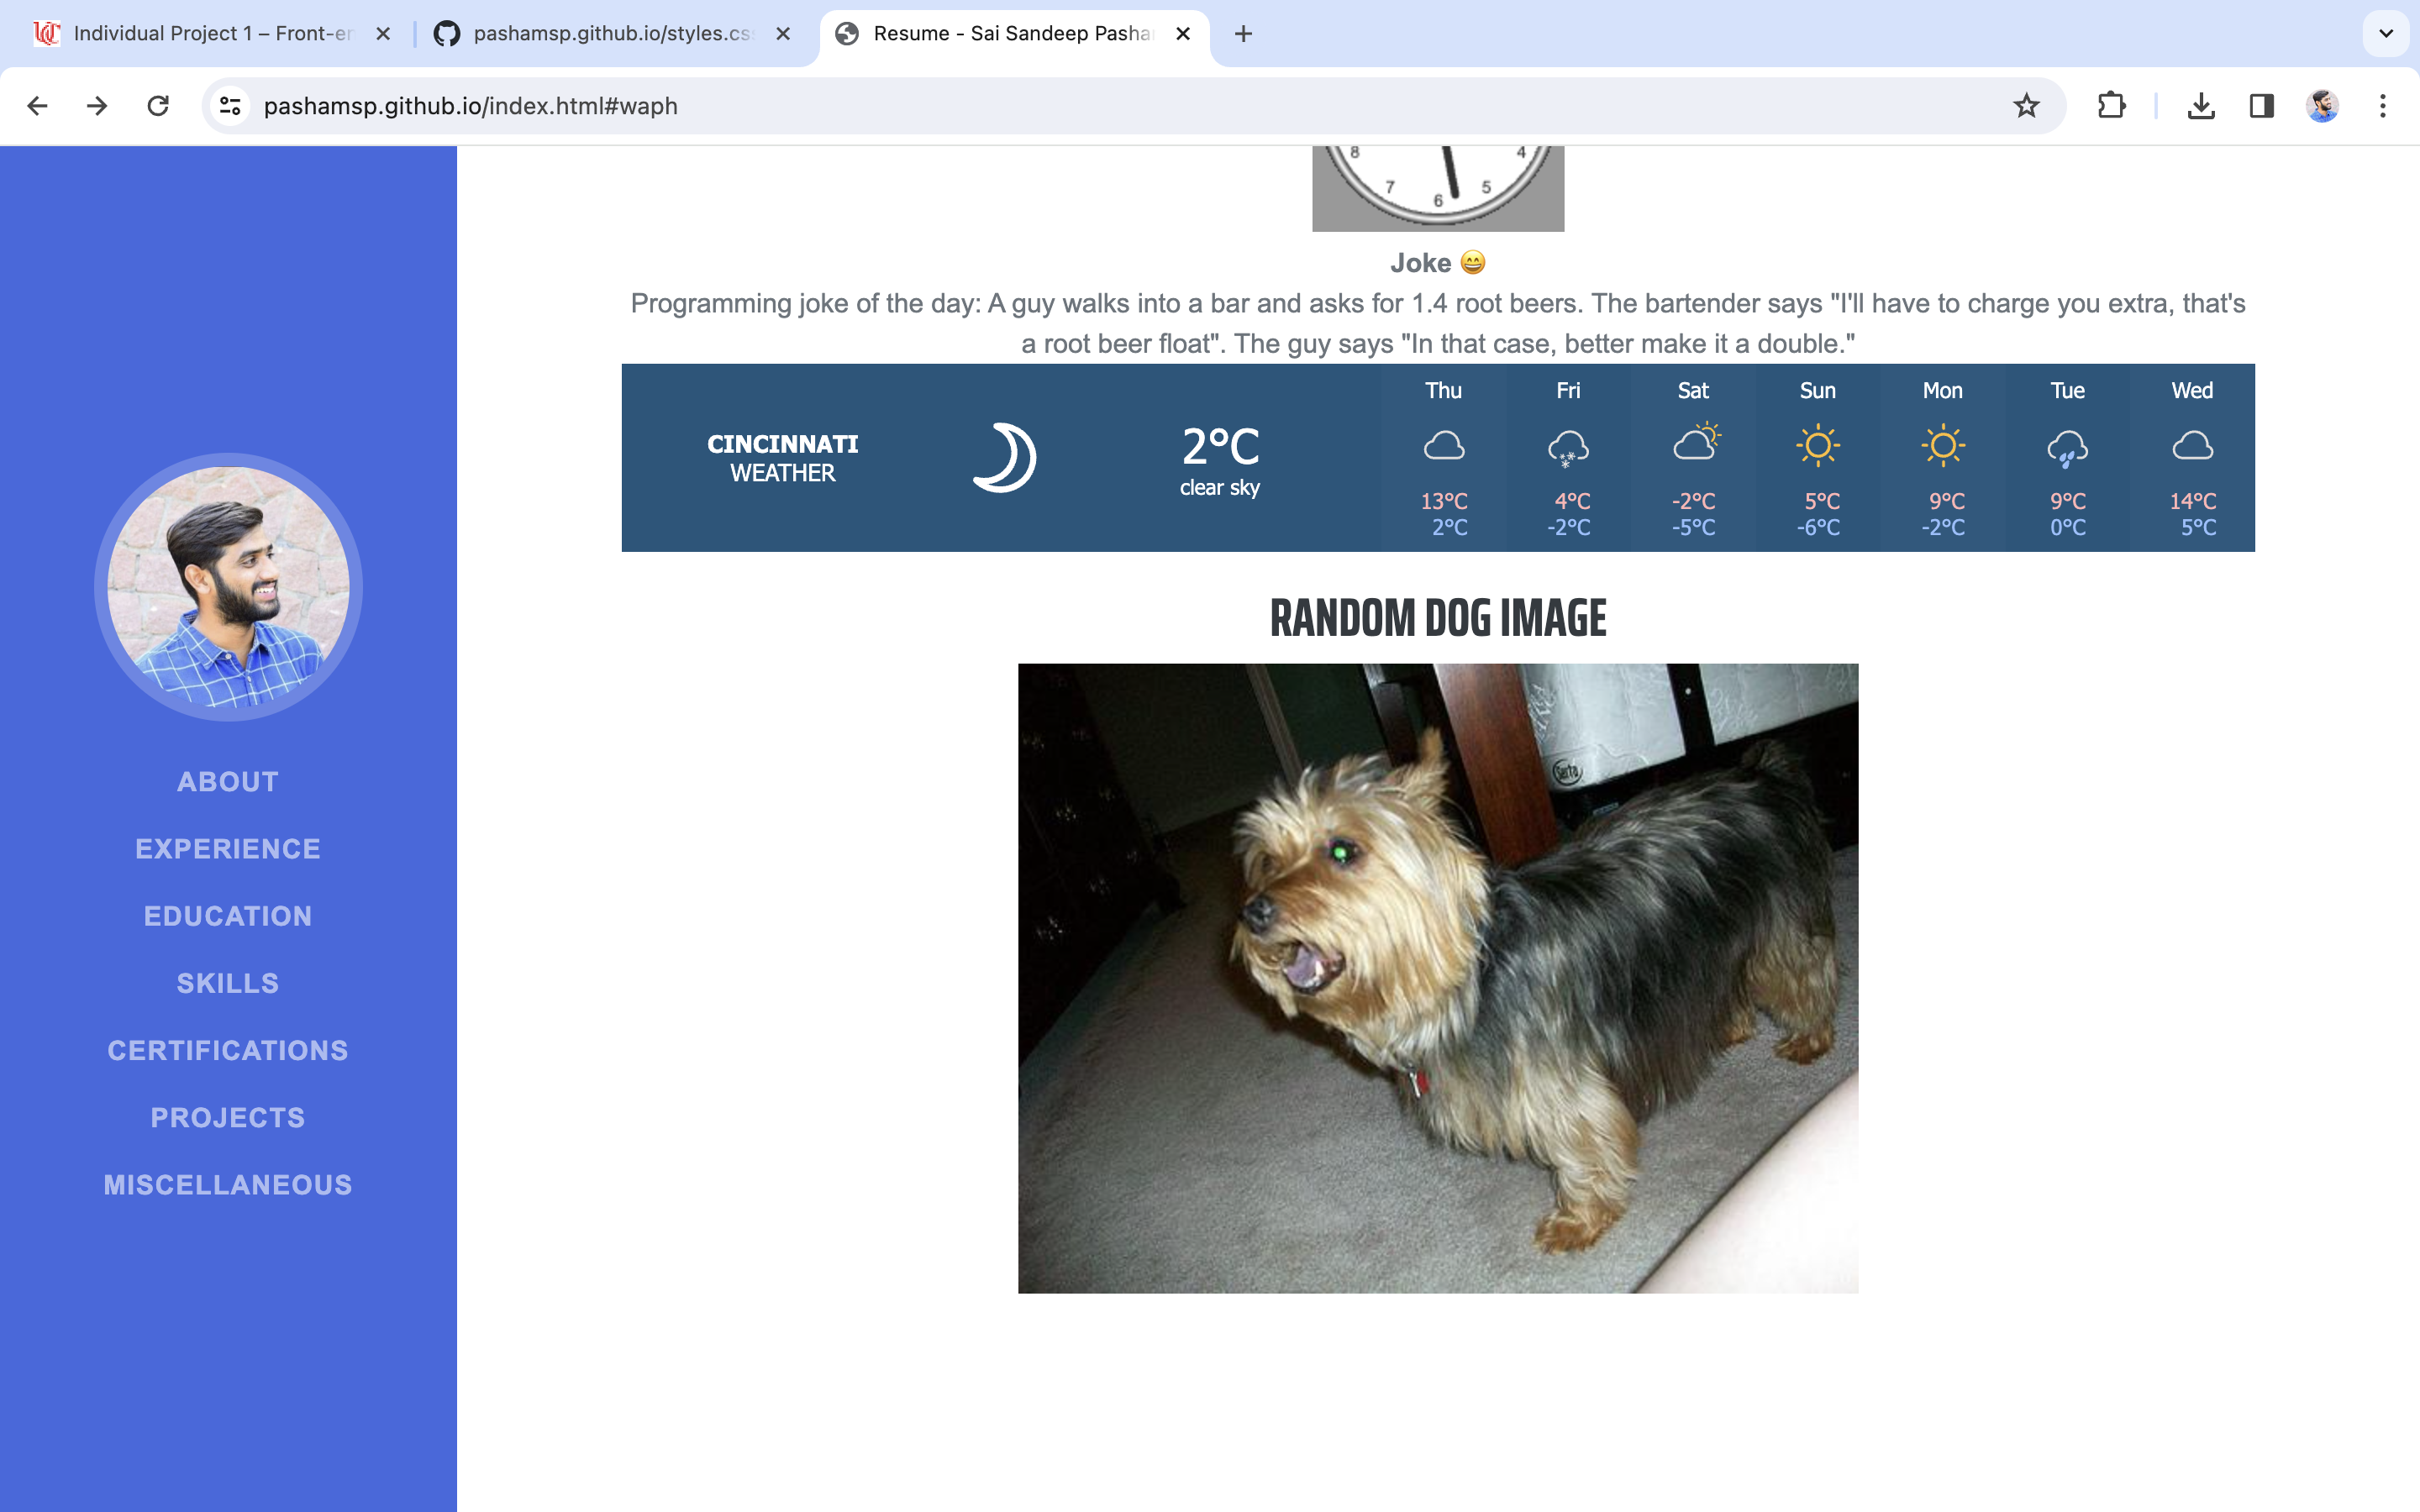 Individual Project 1 – Front-en
pashamsp.github.io/styles.cs
Resume - Sai Sandeep Pasha
pashamsp.github.io/index.html#waph
8 4
7 5
6
Joke 😄
Programming joke of the day: A guy walks into a bar and asks for 1.4 root beers. The bartender says "I'll have to charge you extra, that's
a root beer float". The guy says "In that case, better make it a double."
CINCINNATI
WEATHER
2°C
clear sky
Thu Fri Sat Sun Mon Tue Wed
13°C 4°C -2°C 5°C 9°C 9°C 14°C
2°C -2°C -5°C -6°C -2°C 0°C 5°C
RANDOM DOG IMAGE
Serta
ABOUT
EXPERIENCE
EDUCATION
SKILLS
CERTIFICATIONS
PROJECTS
MISCELLANEOUS